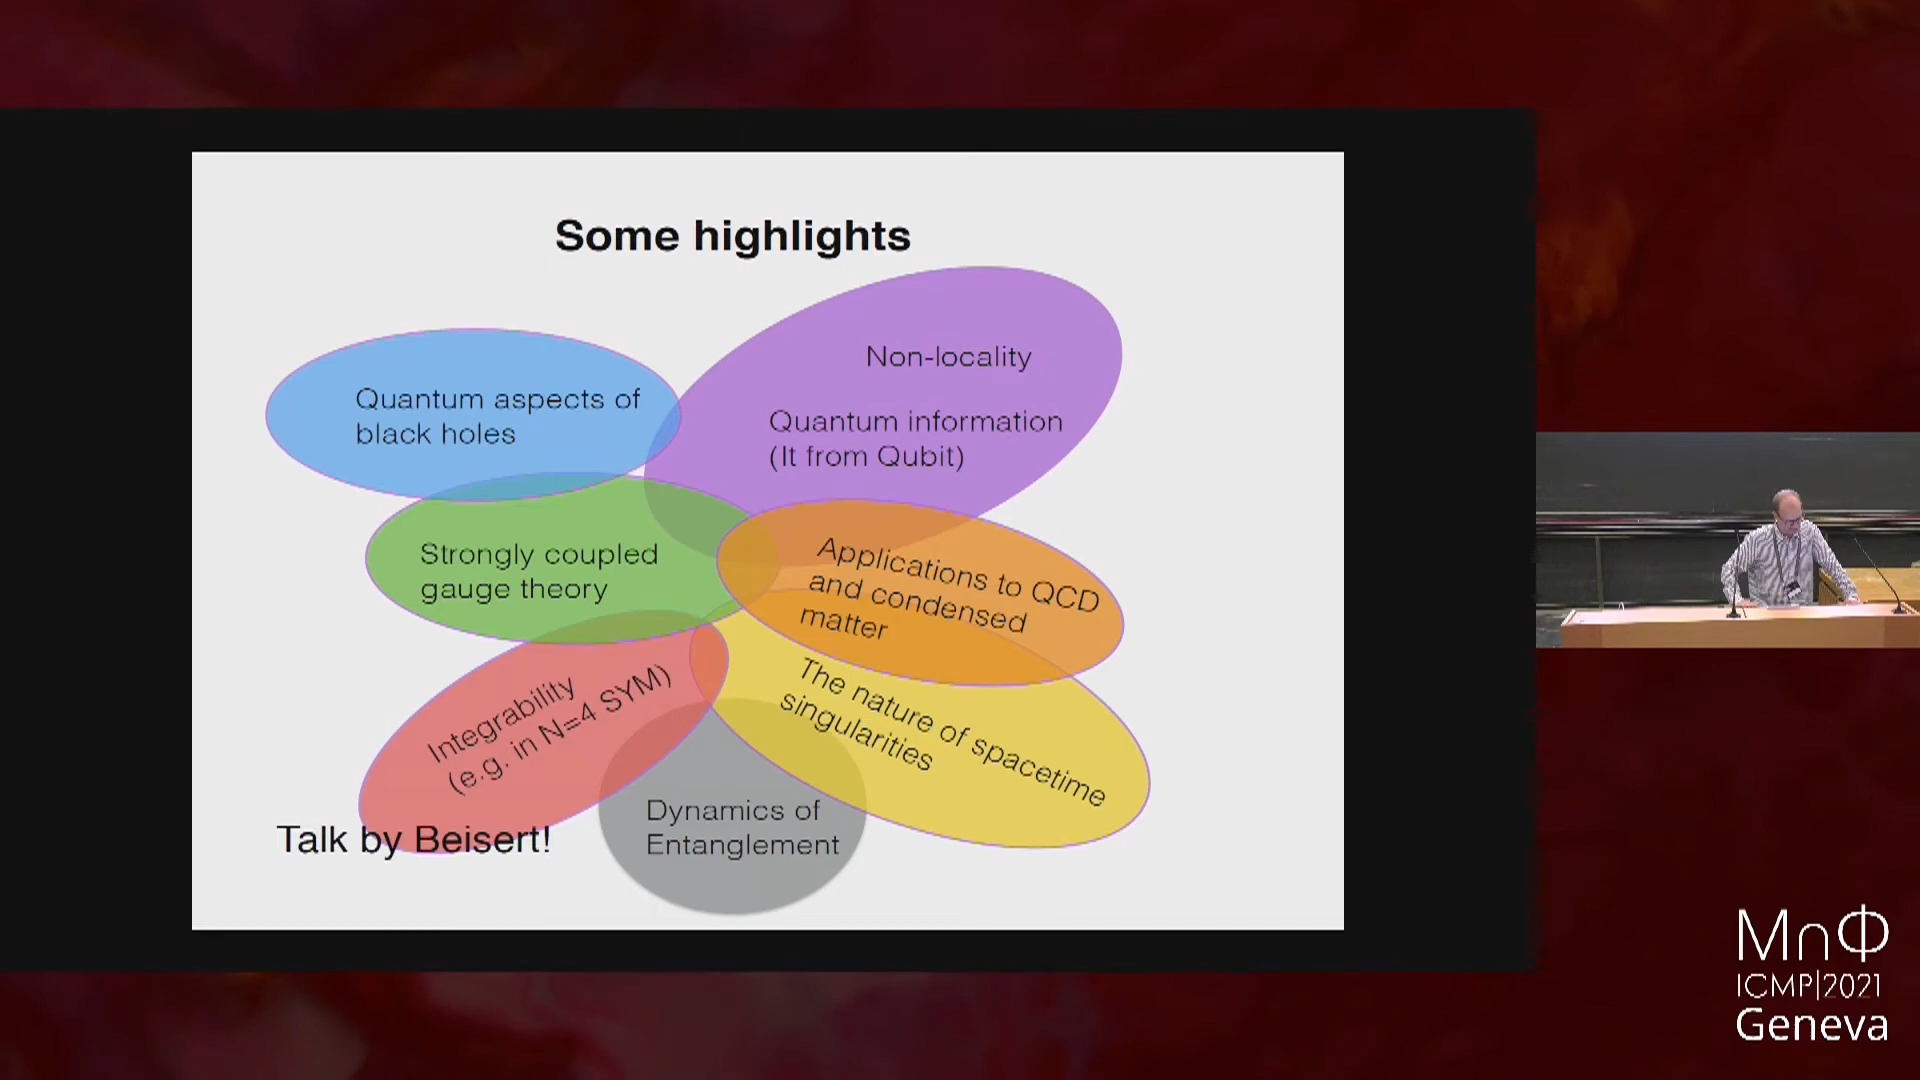 Some highlights
Non-locality
Quantum aspects of
black holes
Quantum information
(It from Qubit)
Strongly coupled
gauge theory
Applications to QCD
and condensed
matter
Integrability
(e.g. in N=4 SYM)
The nature of spacetime
singularities
Dynamics of
Entanglement
Talk by Beisert!
M∩Φ
ICMP|2021
Geneva